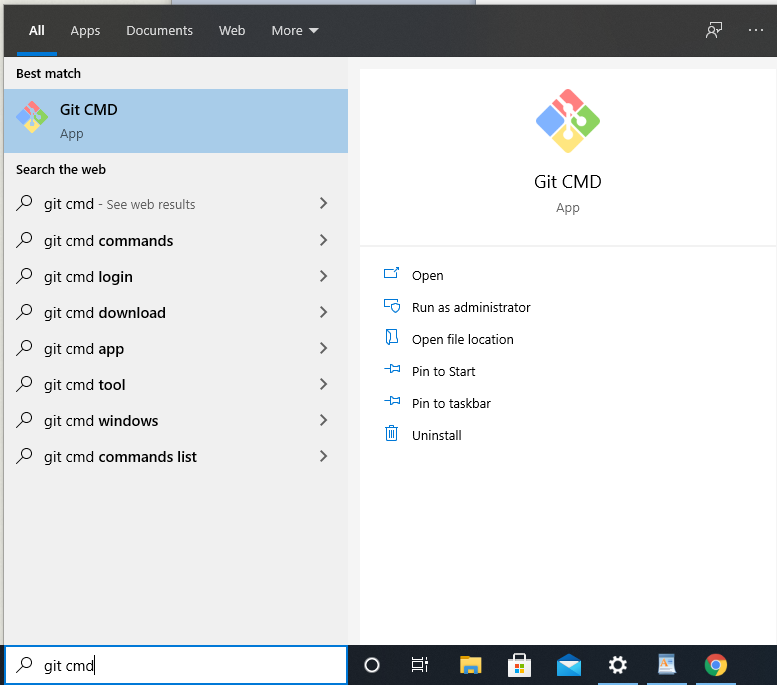 All Apps Documents Web More
Best match
Git CMD
App
Search the web
git cmd - See web results
git cmd commands
git cmd login
git cmd download
git cmd app
git cmd tool
git cmd windows
git cmd commands list
Git CMD
App
Open
Run as administrator
Open file location
Pin to Start
Pin to taskbar
Uninstall
git cmd